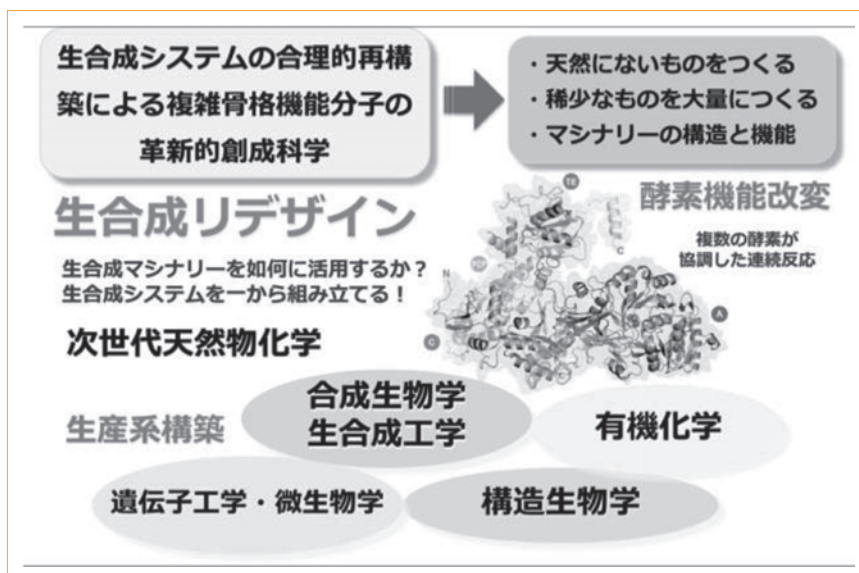 生合成システムの合理的再構
築による複雑骨格機能分子の
革新的創成科学
・天然にないものをつくる
・稀少なものを大量につくる
・マシナリーの構造と機能
生合成リデザイン
酵素機能改変
複数の酵素が
協調した連続反応
生合成マシナリーを如何に活用するか？
生合成システムを一から組み立てる！
次世代天然物化学
TE
C
PCP
N
C
A
生産系構築
合成生物学
生合成工学
有機化学
遺伝子工学・微生物学
構造生物学